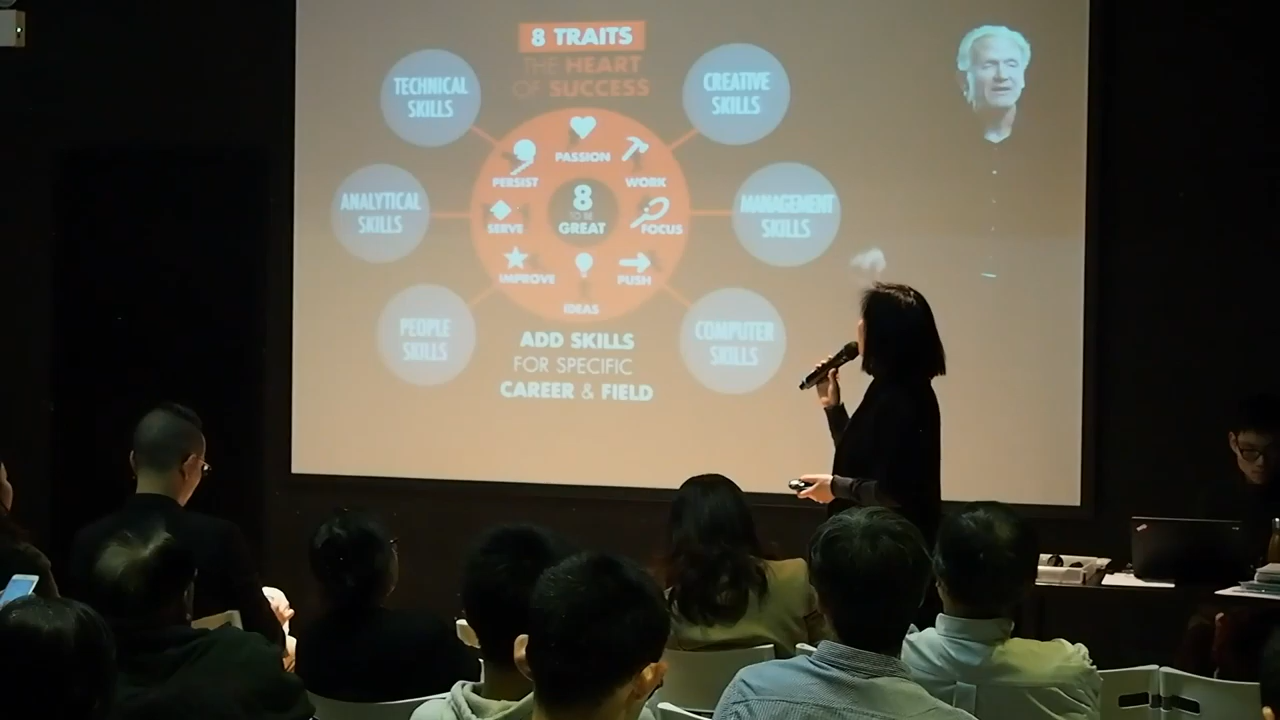 8 TRAITS
THE HEART
OF SUCCESS
TECHNICAL
SKILLS
CREATIVE
SKILLS
ANALYTICAL
SKILLS
MANAGEMENT
SKILLS
PEOPLE
SKILLS
COMPUTER
SKILLS
PASSION
WORK
FOCUS
PUSH
IDEAS
IMPROVE
SERVE
PERSIST
8
TO BE
GREAT
ADD SKILLS
FOR SPECIFIC
CAREER & FIELD